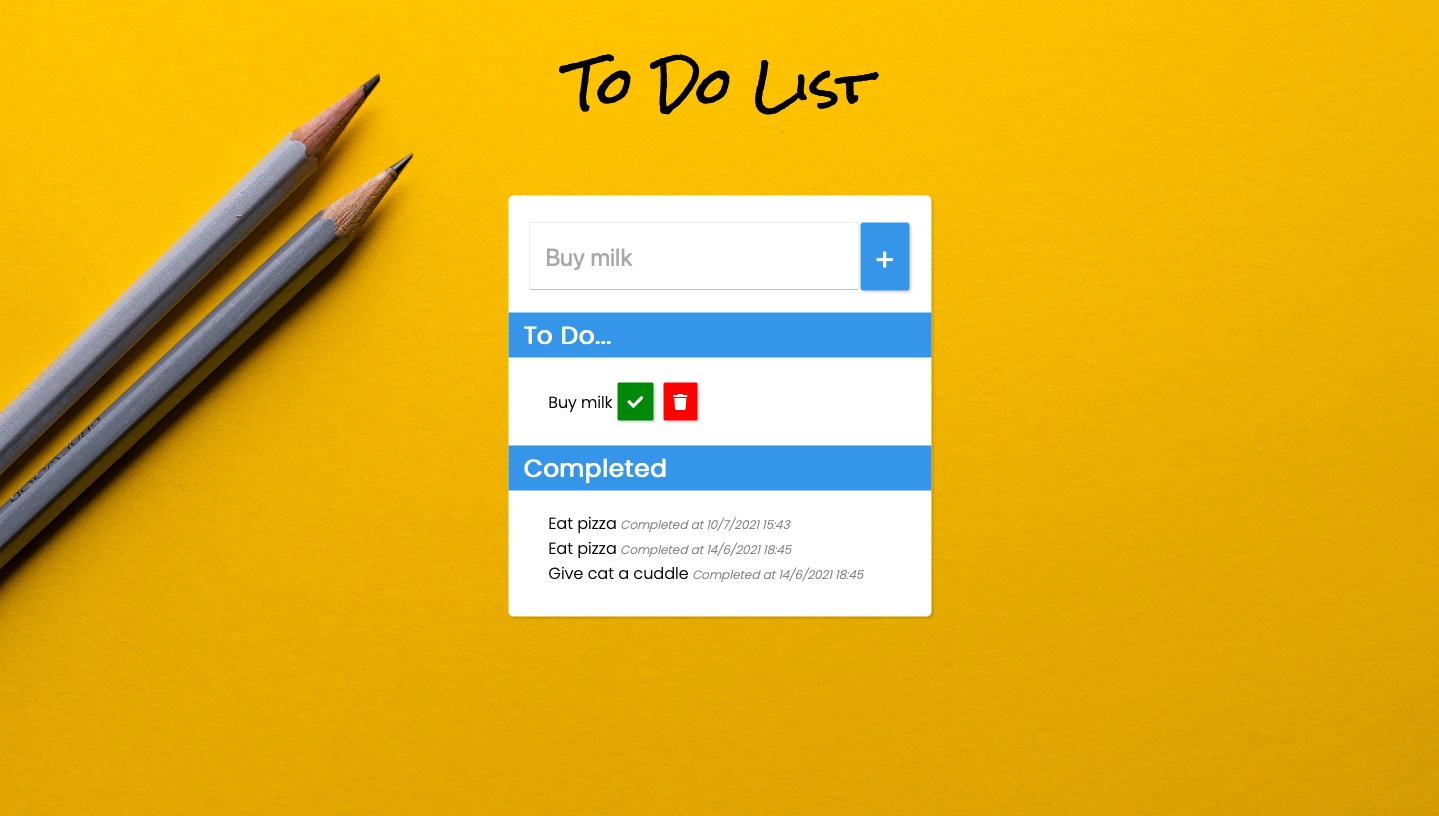 To Do List
Buy milk
+
To Do...
Buy milk
Completed
Eat pizza Completed at 10/7/2021 15:43
Eat pizza Completed at 14/6/2021 18:45
Give cat a cuddle Completed at 14/6/2021 18:45